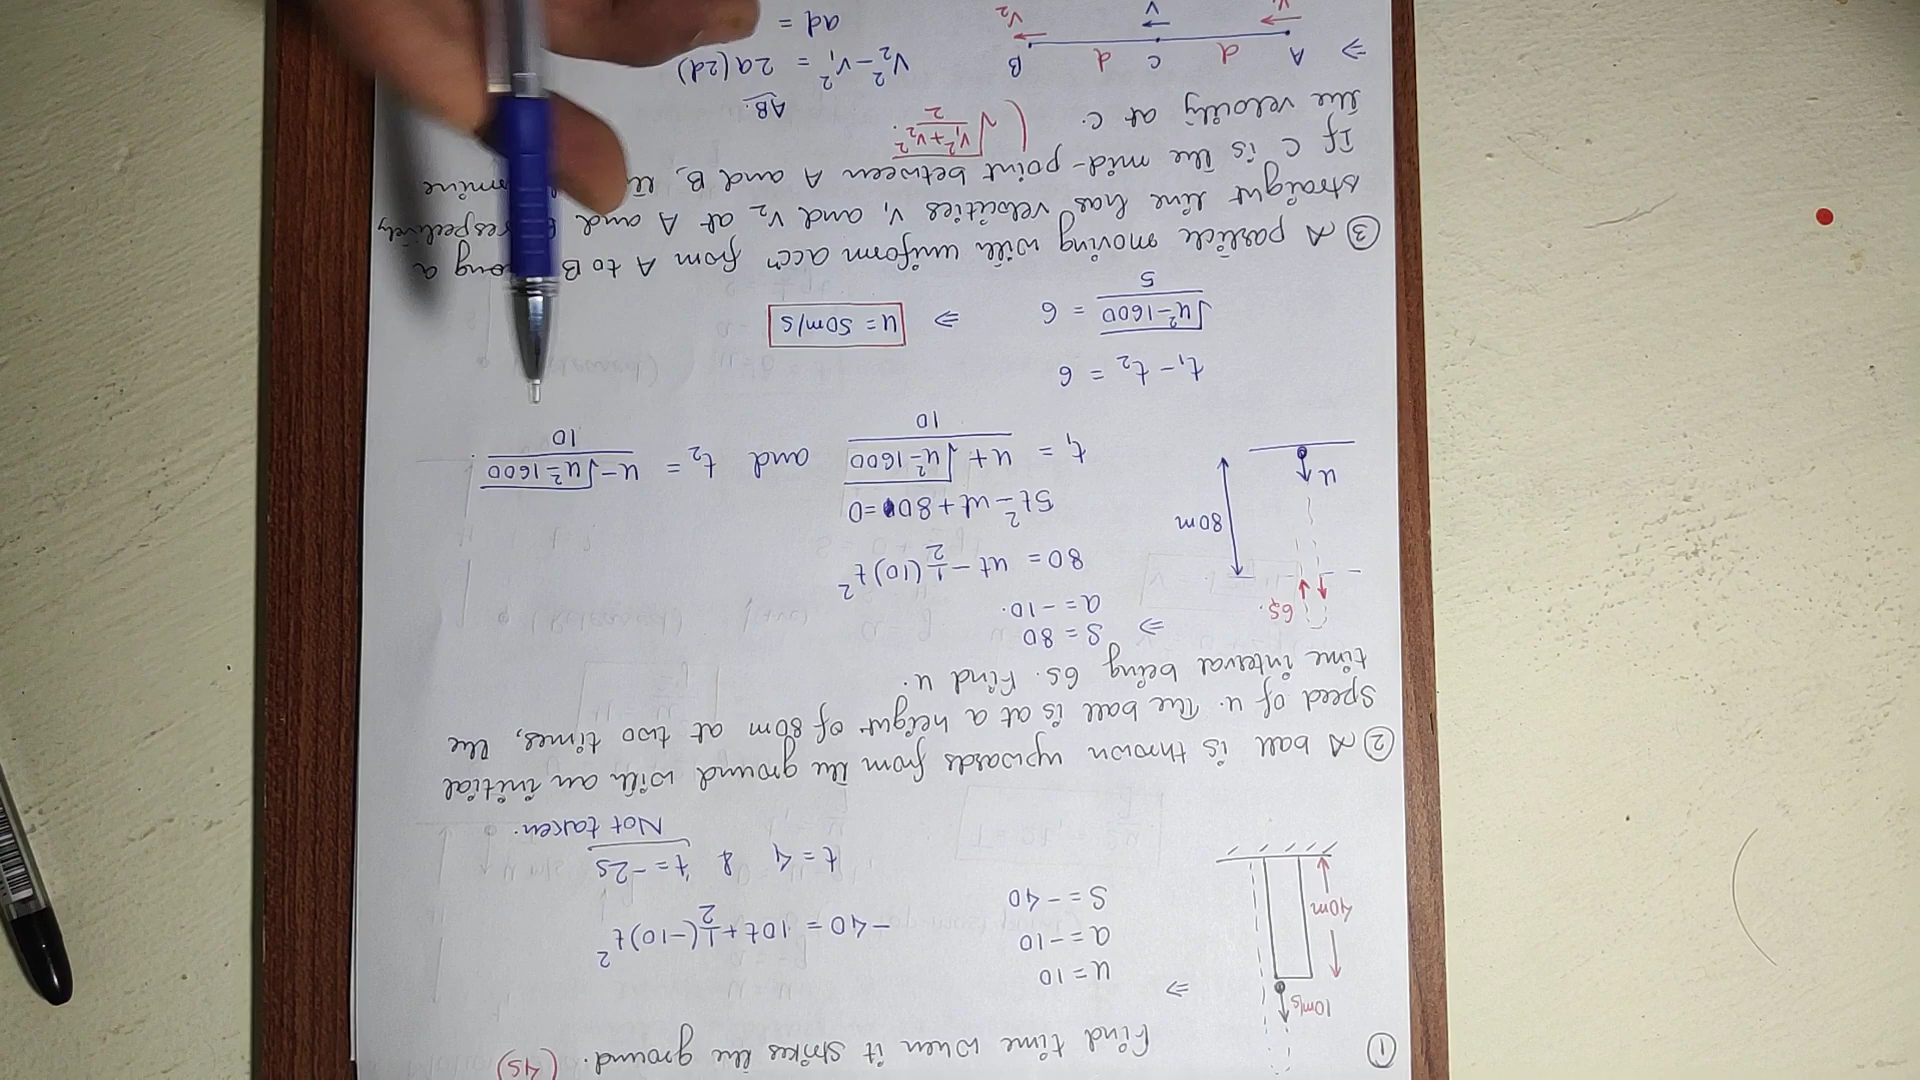 ① Find time when it strikes the ground. (4s)
10m/s
40m
⇒ u = 10
a = -10
S = -40
-40 = 10t + 1/2 (-10)t²
t = 4 & t = -2s
Not taken.
② A ball is thrown upwards from the ground with an initial
speed of u. The ball is at a height of 80m at two times, the
time interval being 6s. Find u.
6s.
80m
u
⇒ S = 80
a = -10.
80 = ut - 1/2 (10)t²
5t² - ut + 80 = 0
t₁ = (u + √(u²-1600))/10 and t₂ = (u - √(u²-1600))/10.
t₁ - t₂ = 6
√(u²-1600)/5 = 6 ⇒ u = 50m/s
③ A particle moving with uniform accⁿ from A to B along a
straight line has velocities v₁ and v₂ at A and respectively
If C is the mid-point between A and B,
the velocity at C. (√((v₁²+v₂²)/2)
⇒ A d C d B
v v₂
AB.
v₂² - v₁² = 2a(2d)
ad =